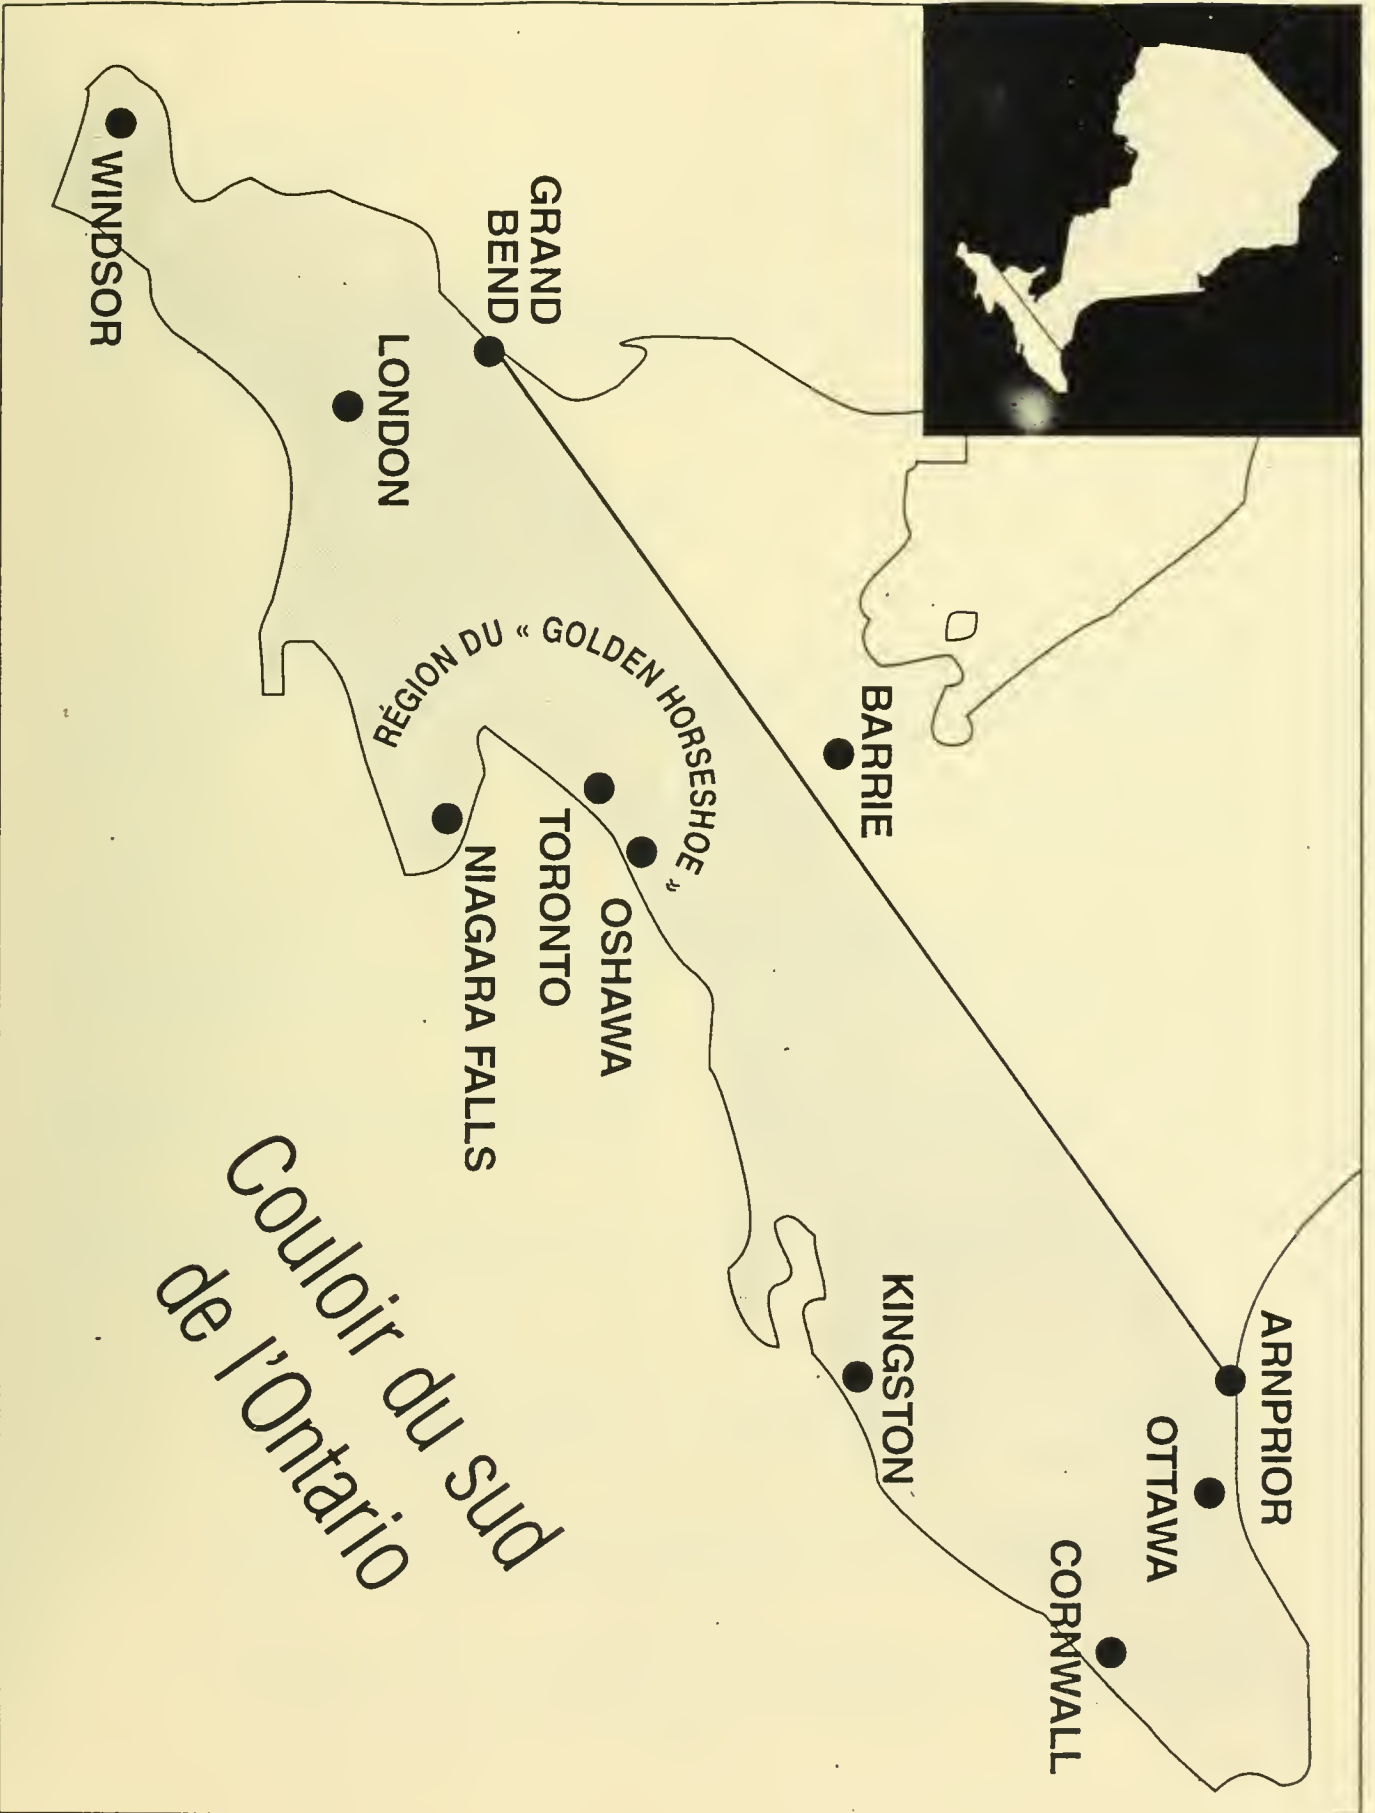 ARNPRIOR
OTTAWA
CORNWALL
BARRIE
KINGSTON
GRAND
BEND
RÉGION DU « GOLDEN HORSESHOE »
OSHAWA
TORONTO
LONDON
NIAGARA FALLS
WINDSOR
Couloir du sud
de l'Ontario